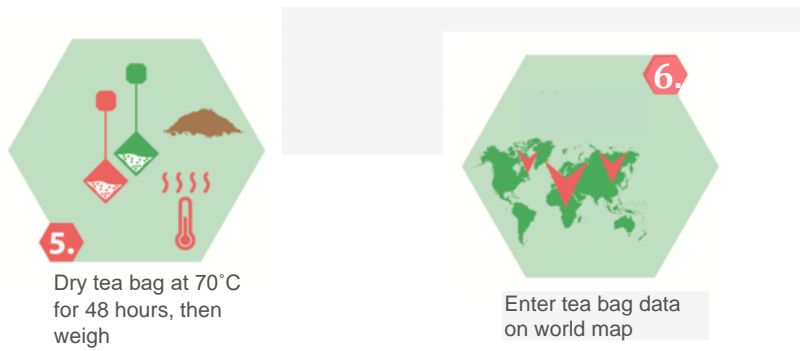 5.
Dry tea bag at 70˚C
for 48 hours, then
weigh
6.
Enter tea bag data
on world map